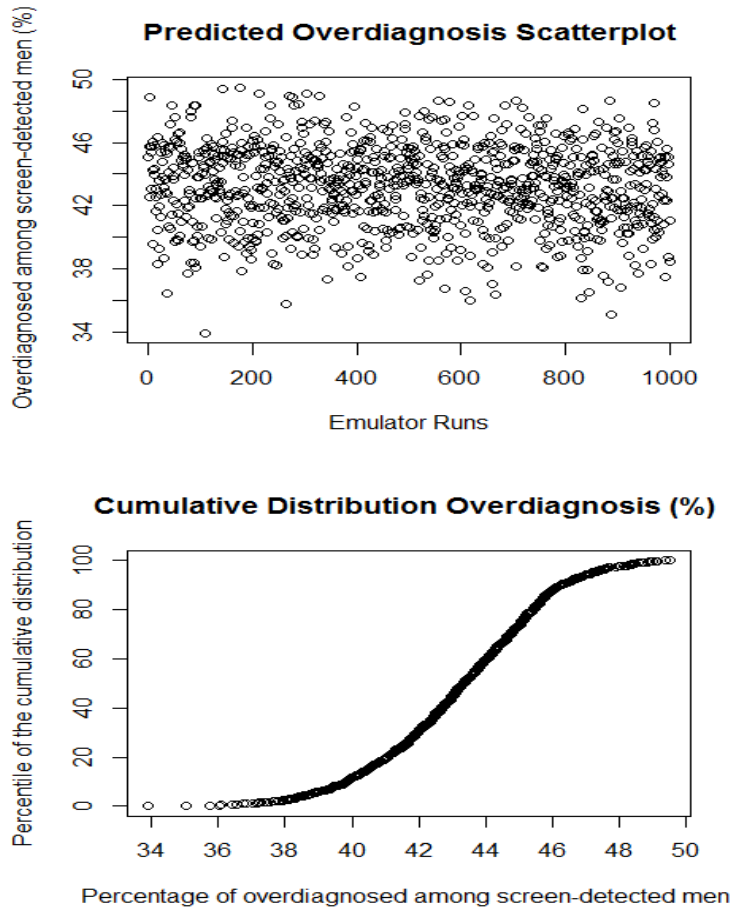 Predicted Overdiagnosis Scatterplot
Overdiagnosed among screen-detected men (%)
50
46
42
38
34
0 200 400 600 800 1000
Emulator Runs
Cumulative Distribution Overdiagnosis (%)
Percentile of the cumulative distribution
100
80
60
40
20
0
34 36 38 40 42 44 46 48 50
Percentage of overdiagnosed among screen-detected men